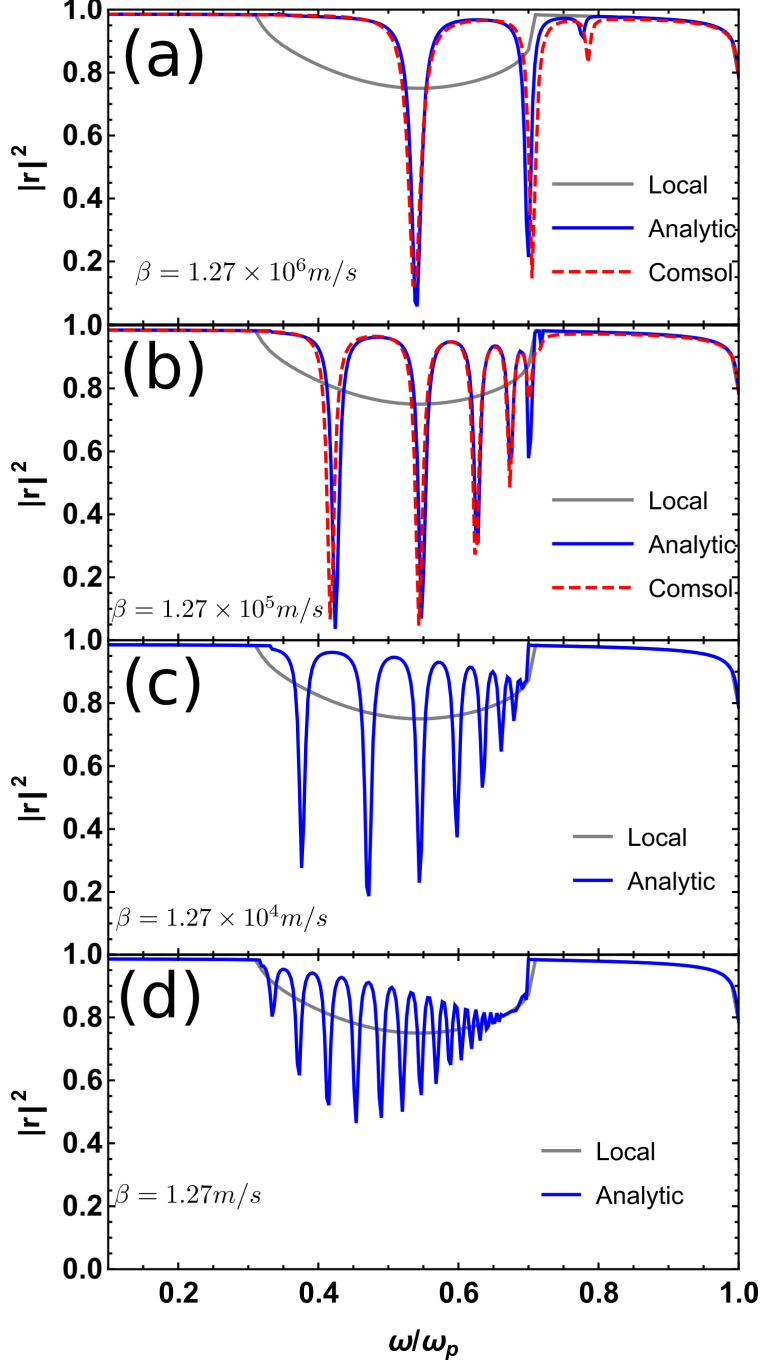 1.0
(a)
0.8
0.6
|r|²
Local
0.4
Analytic
0.2
Comsol
β = 1.27 × 10⁶m/s
1.0
(b)
0.8
0.6
|r|²
Local
0.4
Analytic
0.2
Comsol
β = 1.27 × 10⁵m/s
1.0
(c)
0.8
0.6
|r|²
0.4
Local
Analytic
0.2
β = 1.27 × 10⁴m/s
1.0
(d)
0.8
0.6
|r|²
0.4
Local
Analytic
0.2
β = 1.27m/s
0.0
0.2 0.4 0.6 0.8 1.0
ω/ωₚ